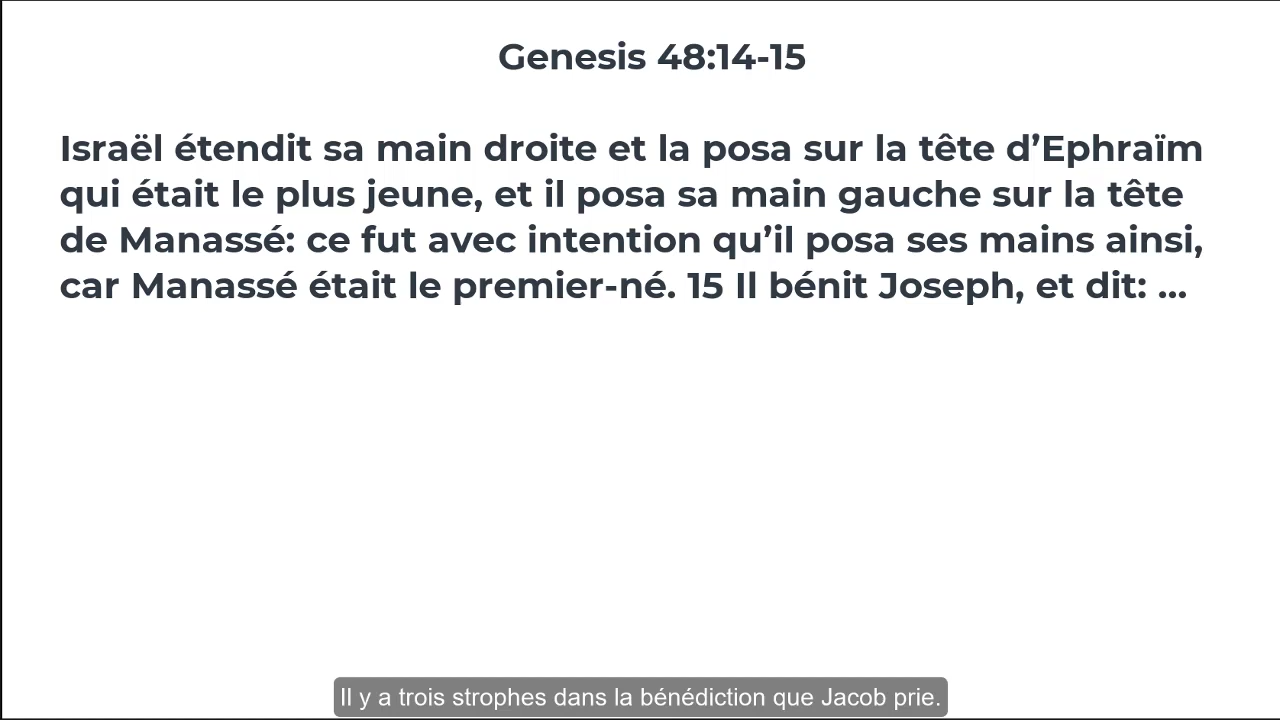 Genesis 48:14-15
Israël étendit sa main droite et la posa sur la tête d’Ephraïm
qui était le plus jeune, et il posa sa main gauche sur la tête
de Manassé: ce fut avec intention qu’il posa ses mains ainsi,
car Manassé était le premier-né. 15 Il bénit Joseph, et dit: ...
Il y a trois strophes dans la bénédiction que Jacob prie.